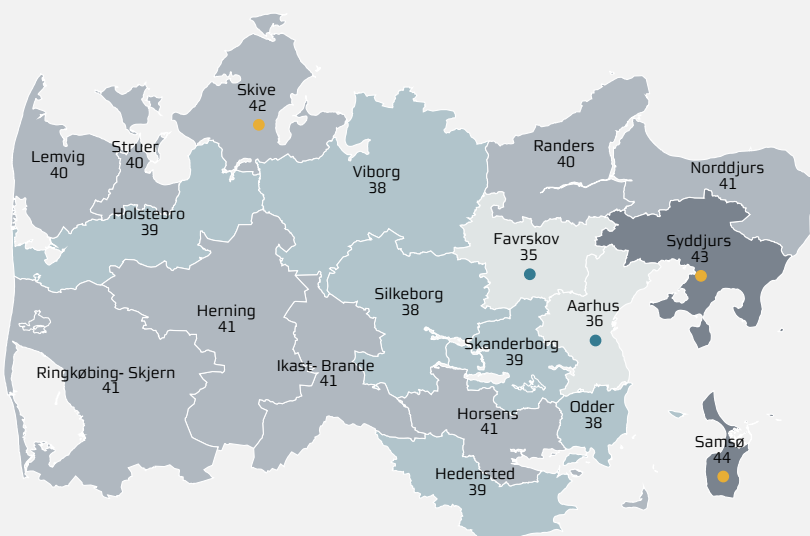 Skive
42
Lemvig
40
Struer
40
Randers
40
Norddjurs
41
Viborg
38
Holstebro
39
Favrskov
35
Syddjurs
43
Silkeborg
38
Aarhus
36
Herning
41
Skanderborg
39
Ringkøbing- Skjern
41
Ikast- Brande
41
Horsens
41
Odder
38
Samsø
44
Hedensted
39